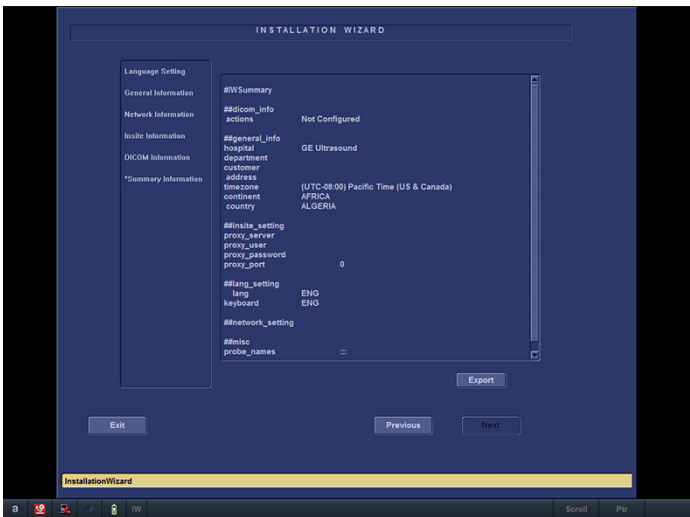 INSTALLATION WIZARD
Language Setting
General Information
Network Information
Insite Information
DICOM Information
*Summary Information
#IWSummary
##dicom_info
actions Not Configured
##general_info
hospital GE Ultrasound
department
customer
address
timezone (UTC-08:00) Pacific Time (US & Canada)
continent AFRICA
country ALGERIA
##insite_setting
proxy_server
proxy_user
proxy_password
proxy_port 0
##lang_setting
lang ENG
keyboard ENG
##network_setting
##misc
probe_names :::
Export
Exit Previous Next
InstallationWizard
a IW Scroll Ptr